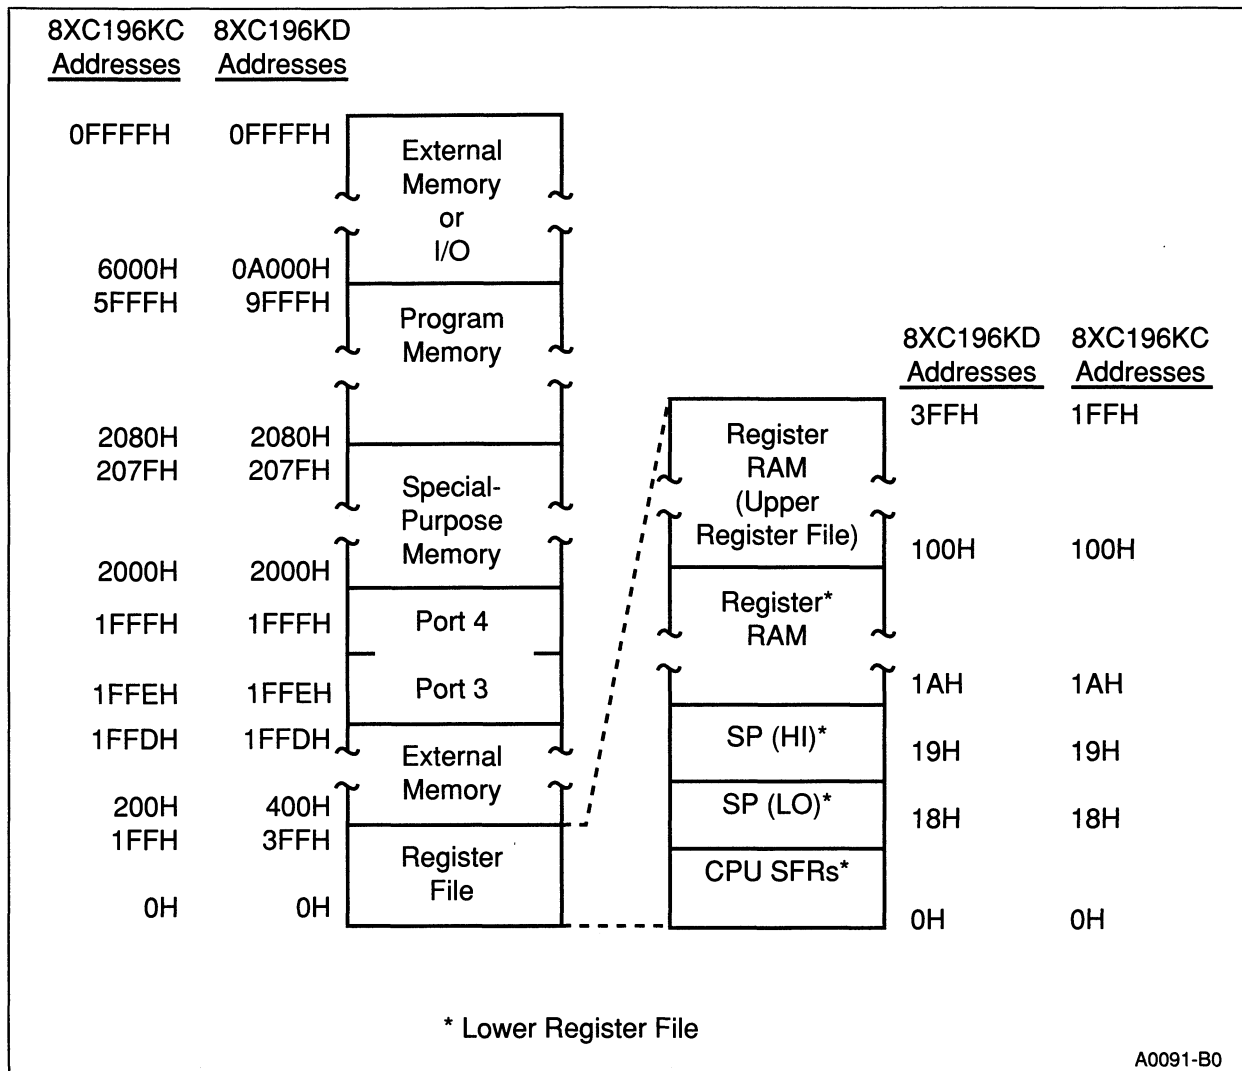 8XC196KC 8XC196KD
Addresses Addresses
0FFFFH 0FFFFH
External
Memory
or
I/O
6000H 0A000H
5FFFH 9FFFH
Program
Memory
2080H 2080H
207FH 207FH
Special-
Purpose
Memory
2000H 2000H
1FFFH 1FFFH Port 4
1FFEH 1FFEH Port 3
1FFDH 1FFDH
External
Memory
200H 400H
1FFH 3FFH
Register
File
0H 0H
8XC196KD 8XC196KC
Addresses Addresses
3FFH 1FFH
Register
RAM
(Upper
Register File)
100H 100H
Register*
RAM
1AH 1AH
SP (HI)*
19H 19H
SP (LO)*
18H 18H
CPU SFRs*
0H 0H
* Lower Register File
A0091-B0